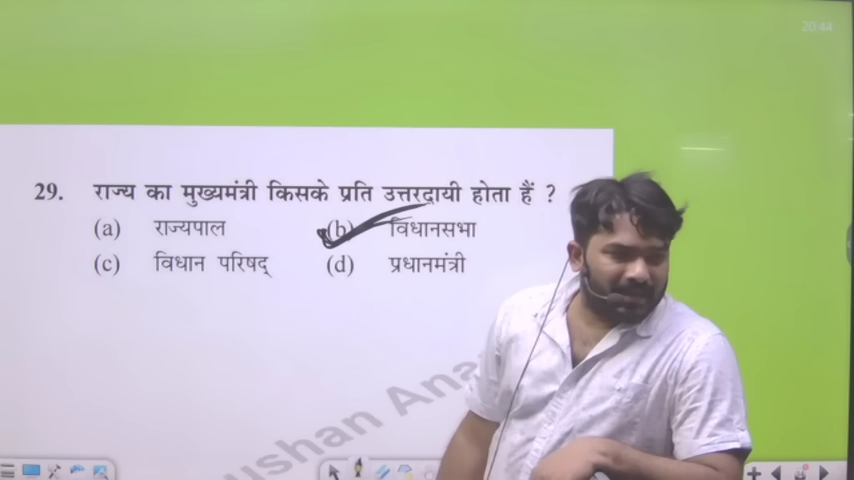 20:44
29. राज्य का मुख्यमंत्री किसके प्रति उत्तरदायी होता हैं ?
(a) राज्यपाल (b) विधानसभा
(c) विधान परिषद् (d) प्रधानमंत्री